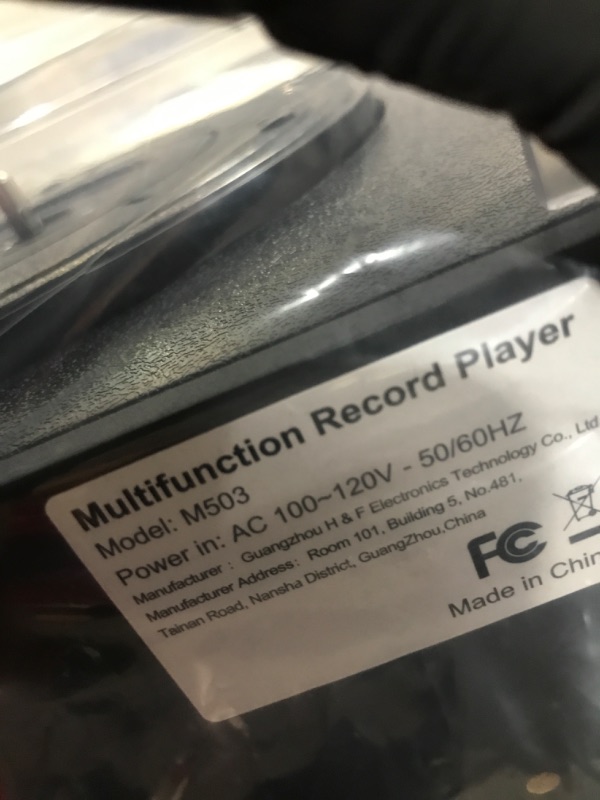 Multifunction Record Player
Model: M503
Power in: AC 100~120V - 50/60HZ
Manufacturer : Guangzhou H & F Electronics Technology Co., Ltd
Manufacturer Address: Room 101, Building 5, No.481,
Tainan Road, Nansha District, GuangZhou,China
FC
Made in Chin